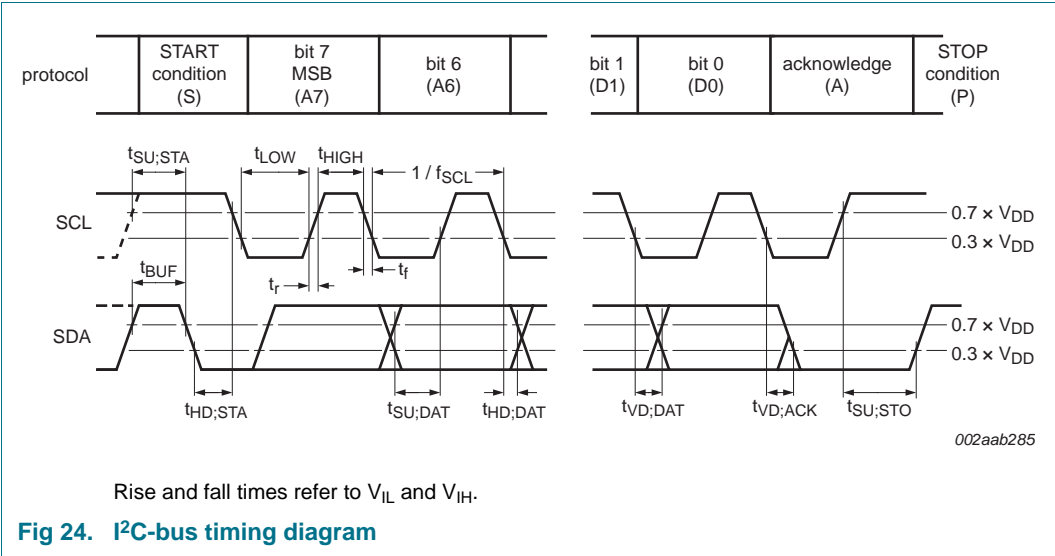 protocol
START
condition
(S)
bit 7
MSB
(A7)
bit 6
(A6)
bit 1
(D1)
bit 0
(D0)
acknowledge
(A)
STOP
condition
(P)
tSU;STA
tLOW
tHIGH
1 / fSCL
SCL
0.7 × VDD
0.3 × VDD
tBUF
tr
tf
SDA
0.7 × VDD
0.3 × VDD
tHD;STA
tSU;DAT
tHD;DAT
tVD;DAT
tVD;ACK
tSU;STO
002aab285
Rise and fall times refer to VIL and VIH.
Fig 24. I²C-bus timing diagram